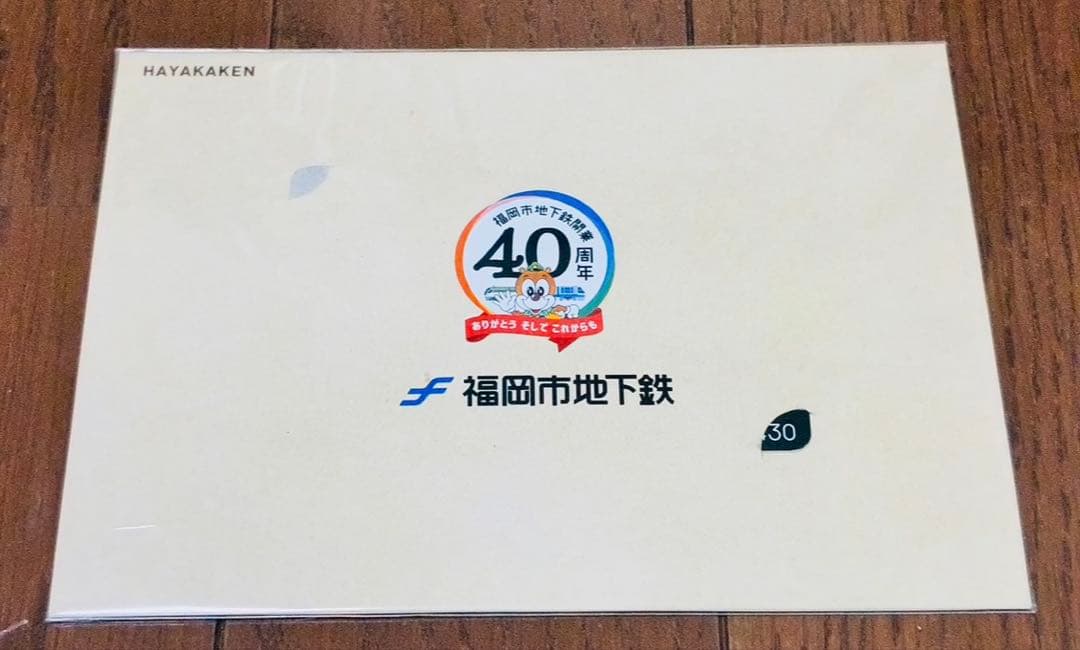 HAYAKAKEN
福岡市地下鉄開業
40周年
ありがとう そして これからも
福岡市地下鉄
30